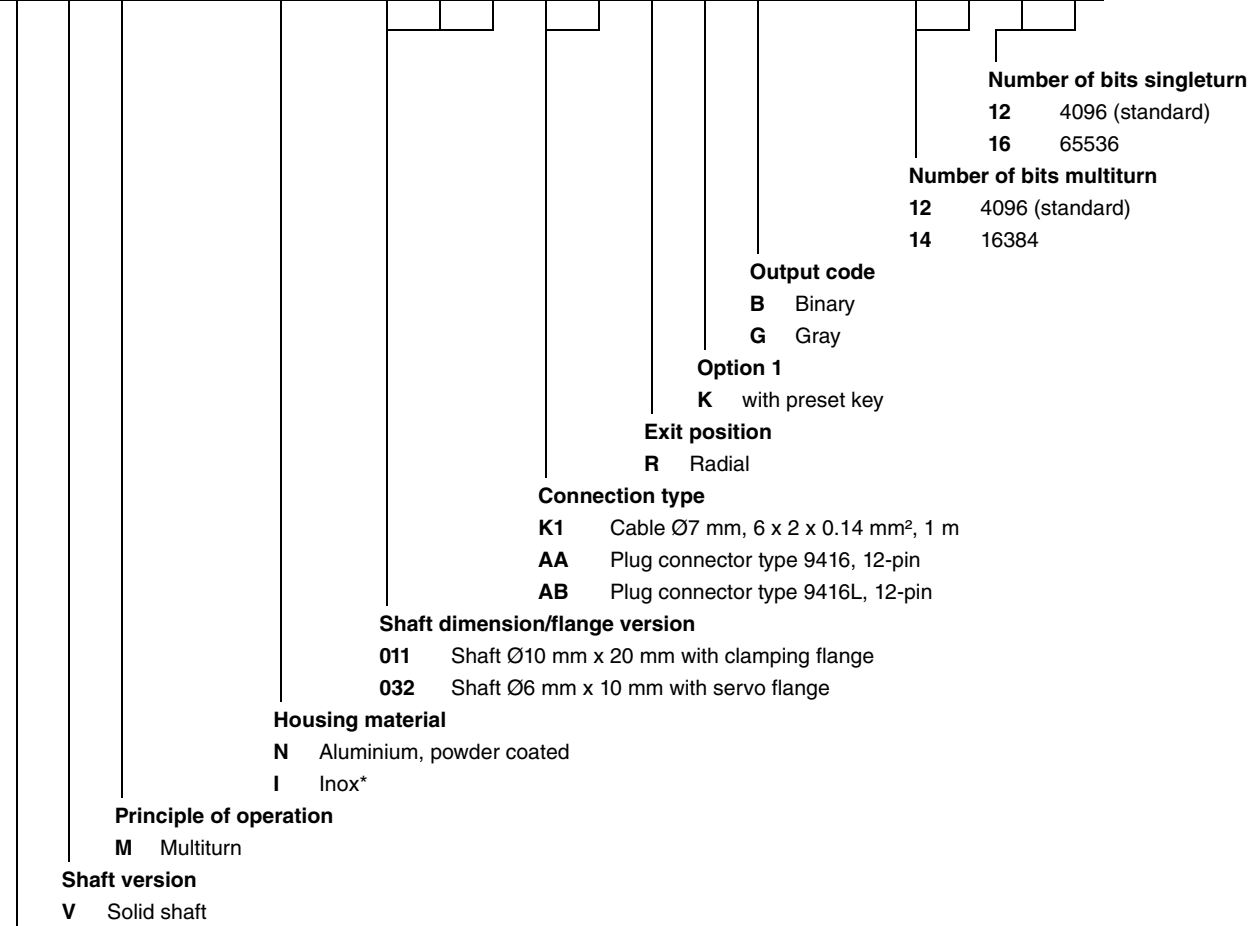 Number of bits singleturn
12 4096 (standard)
16 65536
Number of bits multiturn
12 4096 (standard)
14 16384
Output code
B Binary
G Gray
Option 1
K with preset key
Exit position
R Radial
Connection type
K1 Cable Ø7 mm, 6 x 2 x 0.14 mm², 1 m
AA Plug connector type 9416, 12-pin
AB Plug connector type 9416L, 12-pin
Shaft dimension/flange version
011 Shaft Ø10 mm x 20 mm with clamping flange
032 Shaft Ø6 mm x 10 mm with servo flange
Housing material
N Aluminium, powder coated
I Inox*
Principle of operation
M Multiturn
Shaft version
V Solid shaft